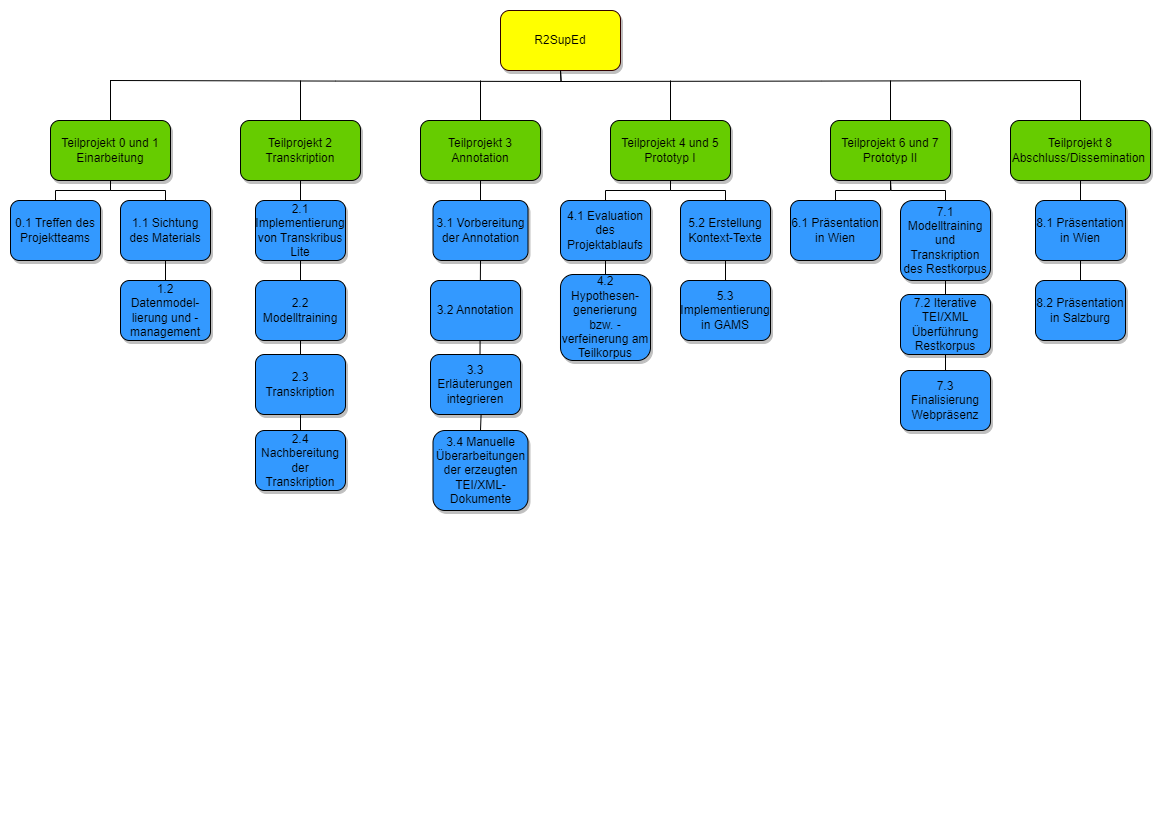 R2SupEd
Teilprojekt 0 und 1
Einarbeitung
Teilprojekt 2
Transkription
Teilprojekt 3
Annotation
Teilprojekt 4 und 5
Prototyp I
Teilprojekt 6 und 7
Prototyp II
Teilprojekt 8
Abschluss/Dissemination
0.1 Treffen des
Projektteams
1.1 Sichtung
des Materials
1.2
Datenmodel-
lierung und -
management
2.1
Implementierung
von Transkribus
Lite
2.2
Modelltraining
2.3
Transkription
2.4
Nachbereitung
der
Transkription
3.1 Vorbereitung
der Annotation
3.2 Annotation
3.3
Erläuterungen
integrieren
3.4 Manuelle
Überarbeitungen
der erzeugten
TEI/XML-
Dokumente
4.1 Evaluation
des
Projektablaufs
4.2
Hypothesen-
generierung
bzw. -
verfeinerung am
Teilkorpus
5.2 Erstellung
Kontext-Texte
5.3
Implementierung
in GAMS
6.1 Präsentation
in Wien
7.1
Modelltraining
und
Transkription
des Restkorpus
7.2 Iterative
TEI/XML
Überführung
Restkorpus
7.3
Finalisierung
Webpräsenz
8.1 Präsentation
in Wien
8.2 Präsentation
in Salzburg